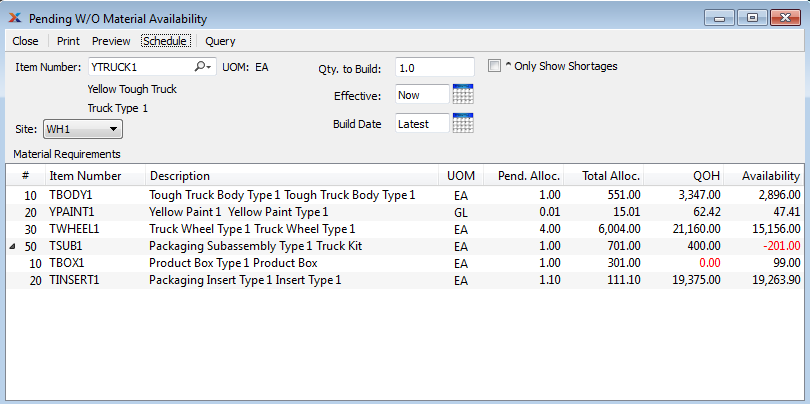 Pending W/O Material Availability
Close Print Preview Schedule Query
Item Number: YTRUCK1 UOM: EA Qty. to Build: 1.0 ^ Only Show Shortages
Yellow Tough Truck Effective: Now
Truck Type 1
Site: WH1 Build Date Latest
Material Requirements
# Item Number Description UOM Pend. Alloc. Total Alloc. QOH Availability
10 TBODY1 Tough Truck Body Type 1 Tough Truck Body Type 1 EA 1.00 551.00 3,347.00 2,896.00
20 YPAINT1 Yellow Paint 1 Yellow Paint Type 1 GL 0.01 15.01 62.42 47.41
30 TWHEEL1 Truck Wheel Type 1 Truck Wheel Type 1 EA 4.00 6,004.00 21,160.00 15,156.00
50 TSUB1 Packaging Subassembly Type 1 Truck Kit EA 1.00 701.00 400.00 -201.00
10 TBOX1 Product Box Type 1 Product Box EA 1.00 301.00 0.00 99.00
20 TINSERT1 Packaging Insert Type 1 Insert Type 1 EA 1.10 111.10 19,375.00 19,263.90